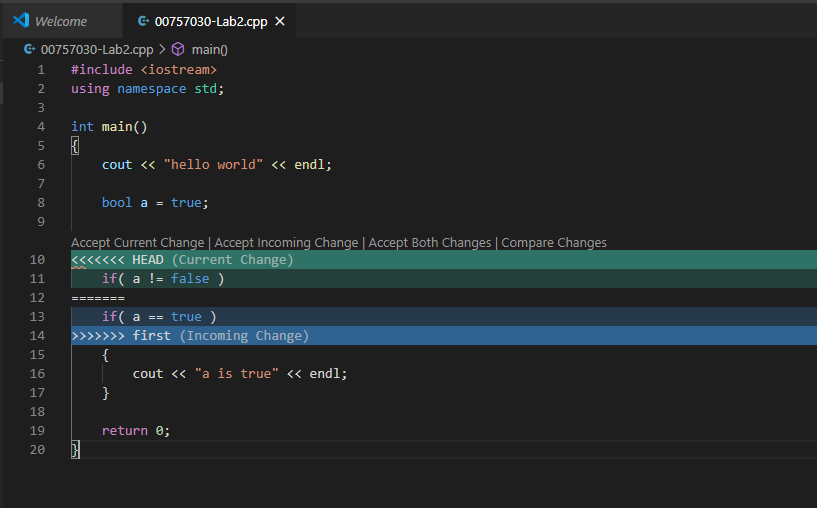 Welcome 00757030-Lab2.cpp ×
00757030-Lab2.cpp > main()
1 #include <iostream>
2 using namespace std;
3
4 int main()
5 {
6 cout << "hello world" << endl;
7
8 bool a = true;
9
Accept Current Change | Accept Incoming Change | Accept Both Changes | Compare Changes
10 <<<<<<< HEAD (Current Change)
11 if( a != false )
12 =======
13 if( a == true )
14 >>>>>>> first (Incoming Change)
15 {
16 cout << "a is true" << endl;
17 }
18
19 return 0;
20 }